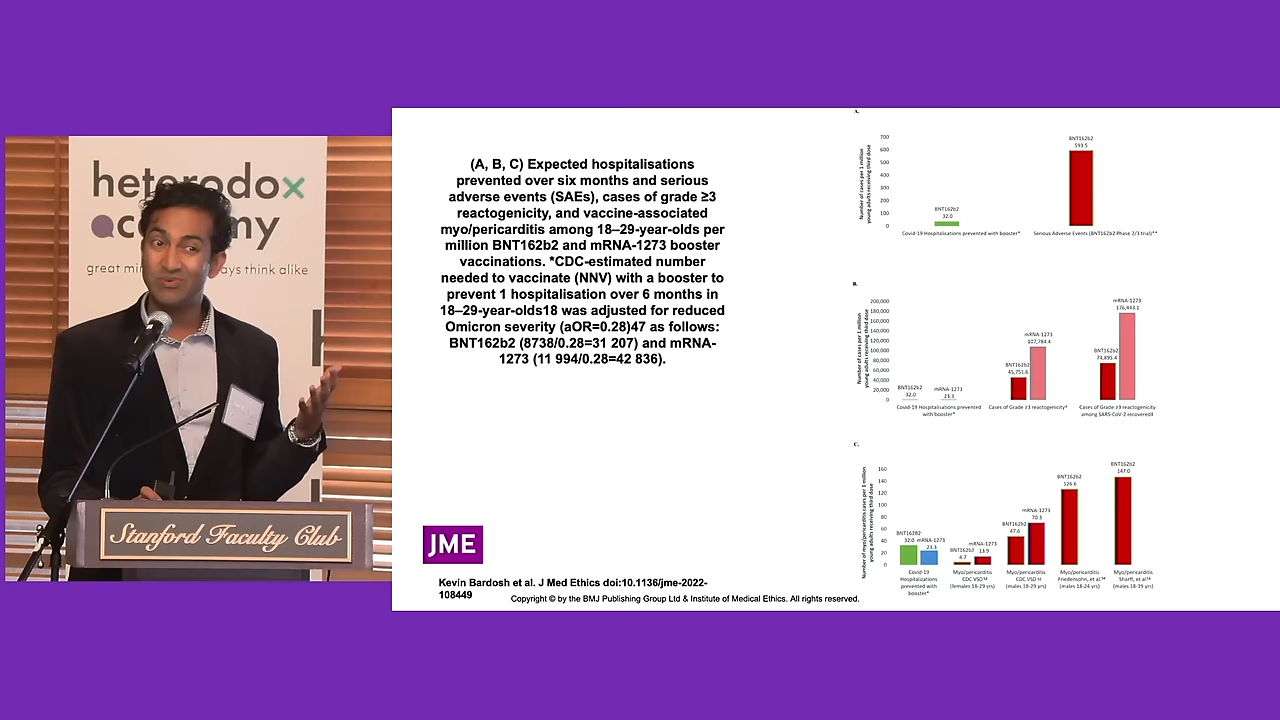 heterodox
academy
great mi
ays think alike
Stanford Faculty Club
(A, B, C) Expected hospitalisations
prevented over six months and serious
adverse events (SAEs), cases of grade ≥3
reactogenicity, and vaccine-associated
myo/pericarditis among 18–29-year-olds per
million BNT162b2 and mRNA-1273 booster
vaccinations. *CDC-estimated number
needed to vaccinate (NNV) with a booster to
prevent 1 hospitalisation over 6 months in
18–29-year-olds18 was adjusted for reduced
Omicron severity (aOR=0.28)47 as follows:
BNT162b2 (8738/0.28=31 207) and mRNA-
1273 (11 994/0.28=42 836).
JME
Kevin Bardosh et al. J Med Ethics doi:10.1136/jme-2022-
108449
Copyright © by the BMJ Publishing Group Ltd & Institute of Medical Ethics. All rights reserved.
A.
Number of cases per 1 million
young adults receiving third dose
700
600
500
400
300
200
100
0
BNT162b2
32.0
BNT162b2
593.5
Covid-19 Hospitalisations prevented with booster*
Serious Adverse Events (BNT162b2 Phase 2/3 trial)**
B.
Number of cases per 1 million
young adults receiving third dose
200,000
180,000
160,000
140,000
120,000
100,000
80,000
60,000
40,000
20,000
0
BNT162b2
32.0
mRNA-1273
23.3
BNT162b2
45,751.6
mRNA-1273
107,784.4
BNT162b2
74,895.4
mRNA-1273
176,443.1
Covid-19 Hospitalisations prevented
with booster*
Cases of Grade ≥3 reactogenicity
Cases of Grade ≥3 reactogenicity
among SARS-CoV-2 recovered
C.
Number of myo/pericarditis cases per 1 million
young adults receiving third dose
160
140
120
100
80
60
40
20
0
BNT162B2
32.0
mRNA-1273
23.3
BNT162b2
4.7
mRNA-1273
13.9
BNT162b2
47.6
mRNA-1273
70.3
BNT162b2
126.6
BNT162b2
147.0
Covid-19
Hospitalizations
prevented with
booster*
Myo/pericarditis
CDC VSD
(females 18-29 yrs)
Myo/pericarditis
CDC VSD
(males 18-29 yrs)
Myo/pericarditis
Friedensohn, et al.
(males 18-24 yrs)
Myo/pericarditis
Sharff, et al.
(males 18-39 yrs)